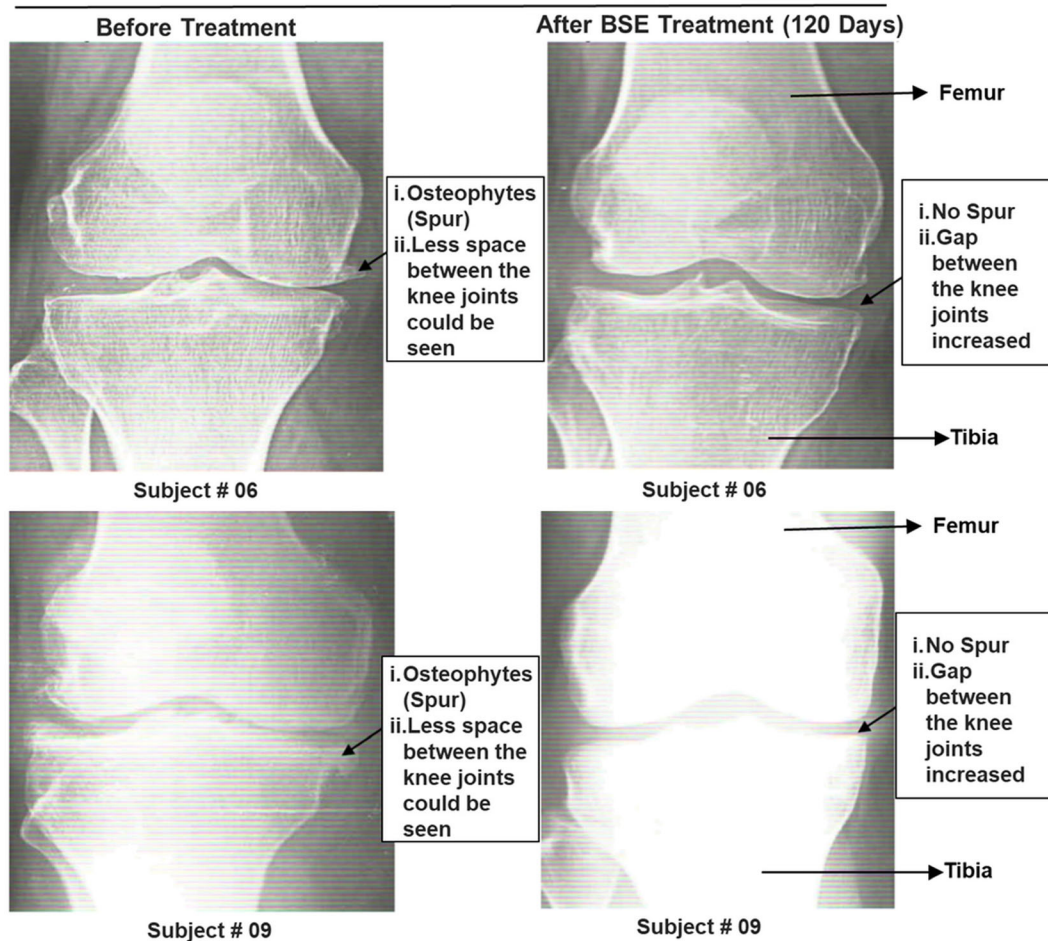 Before Treatment
After BSE Treatment (120 Days)
Femur
i.Osteophytes
(Spur)
ii.Less space
between the
knee joints
could be
seen
i.No Spur
ii.Gap
between
the knee
joints
increased
Tibia
Subject # 06
Subject # 06
Femur
i.Osteophytes
(Spur)
ii.Less space
between the
knee joints
could be
seen
i.No Spur
ii.Gap
between
the knee
joints
increased
Tibia
Subject # 09
Subject # 09